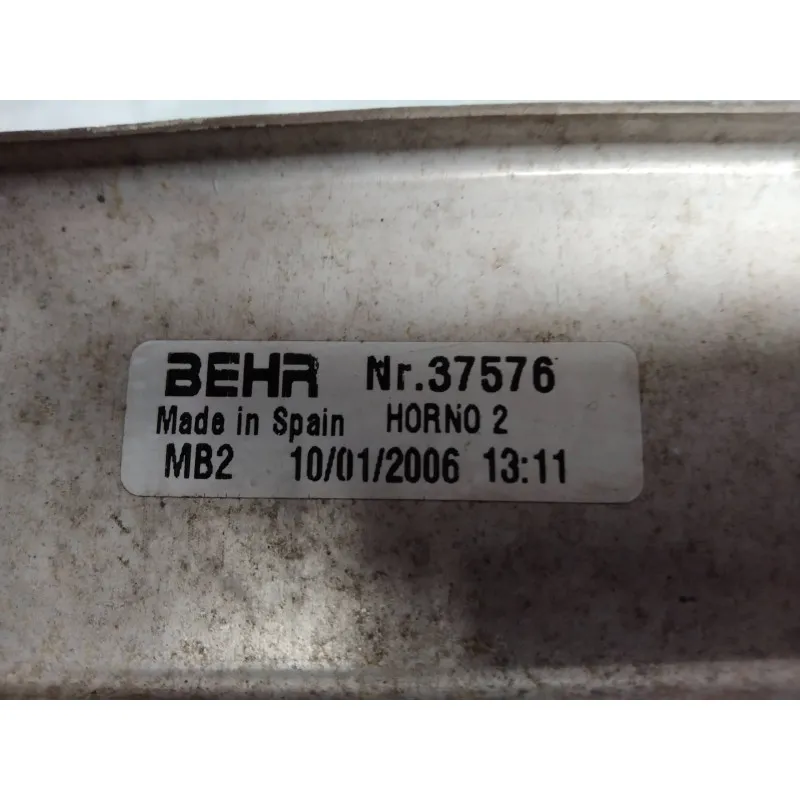 BEHR Nr.37576
Made in Spain HORNO 2
MB2 10/01/2006 13:11